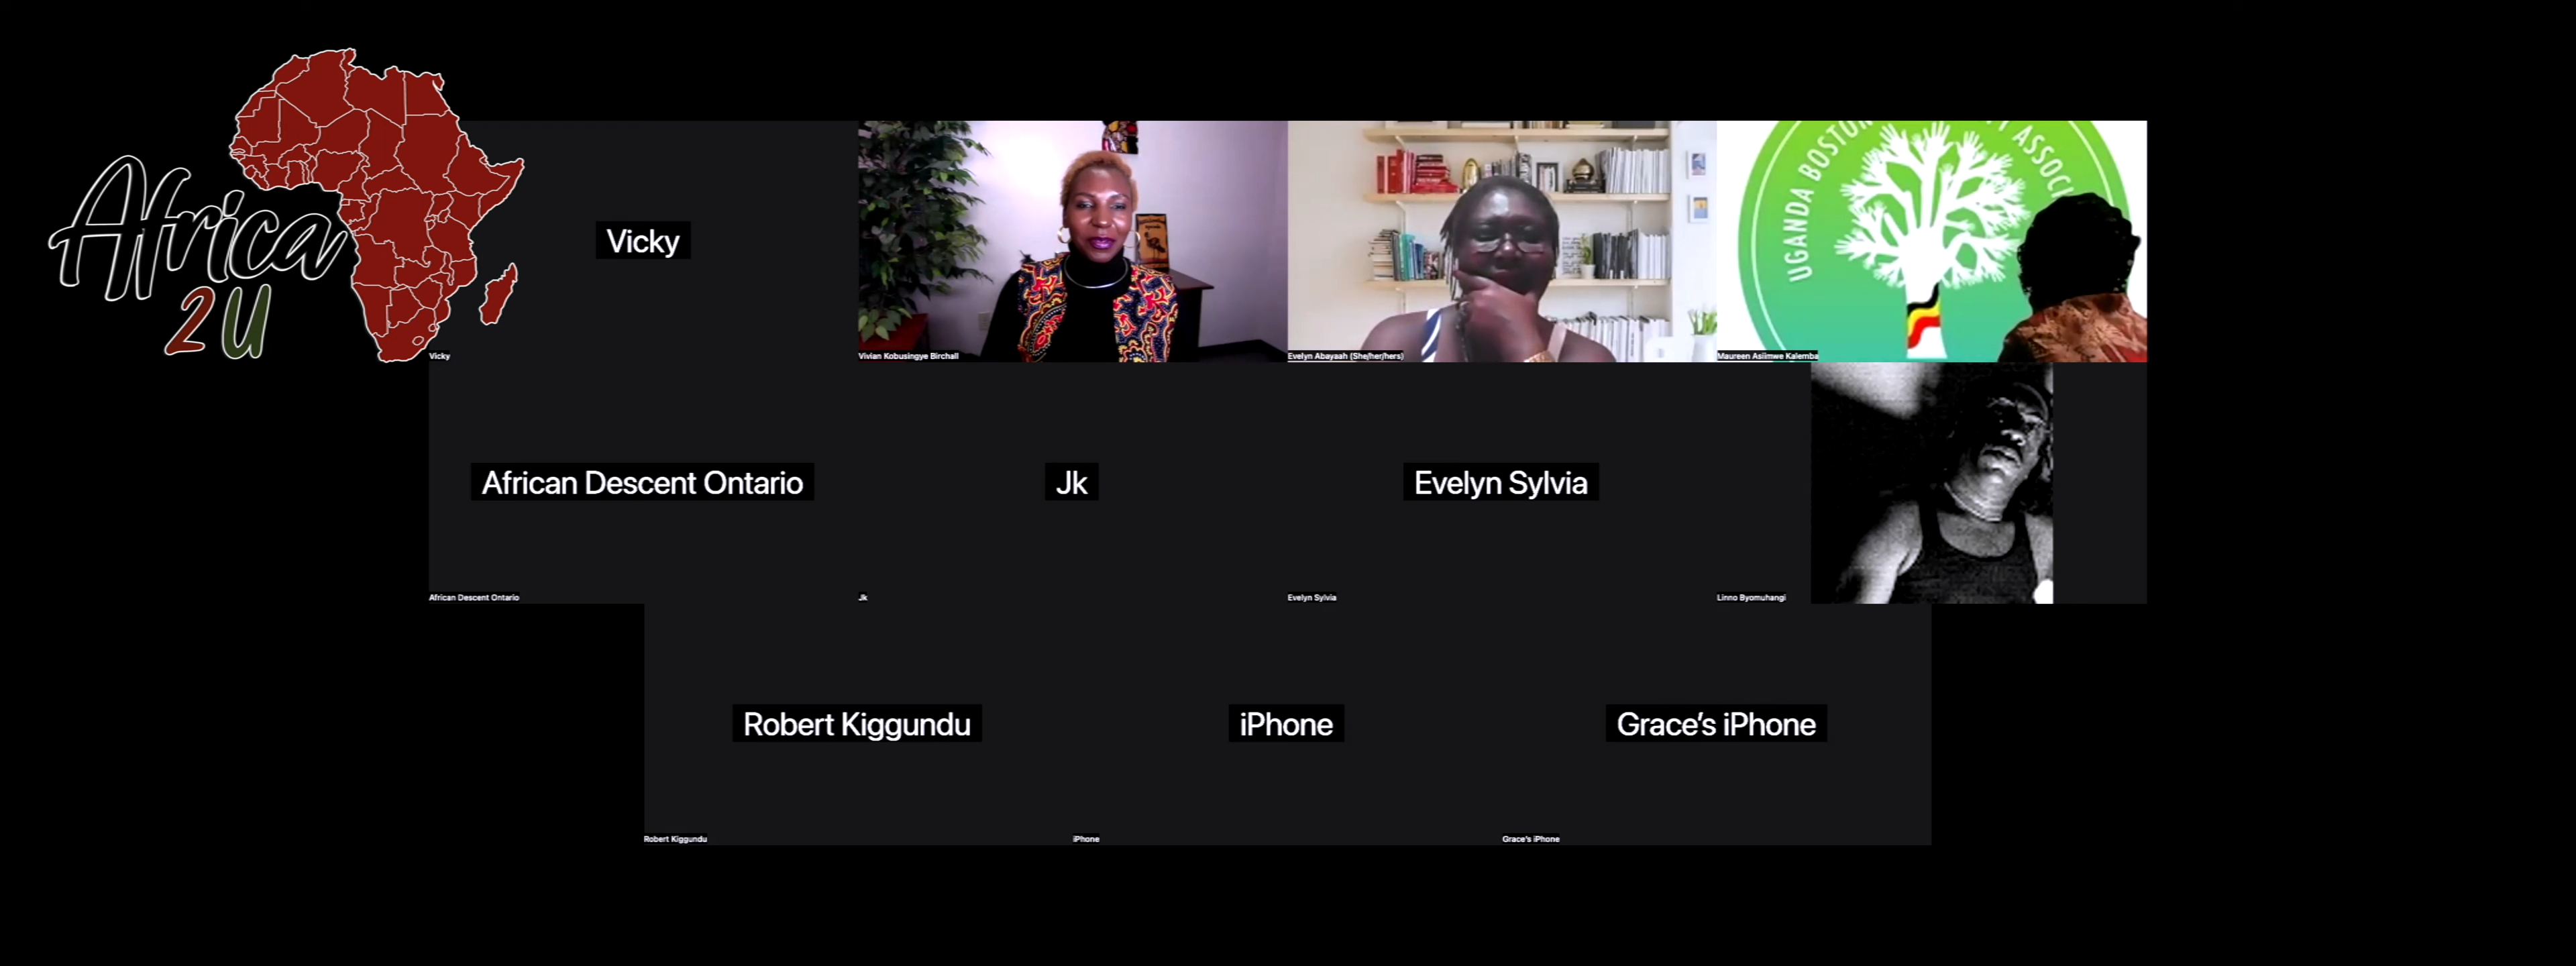 Africa
2U
Vicky
Vicky
Vivian Kobusingye Birchall
Evelyn Abayaah (She/her/hers)
UGANDA BOSTON ASSOCI
Maureen Asiimwe Kalemba
African Descent Ontario
African Descent Ontario
Jk
Jk
Evelyn Sylvia
Evelyn Sylvia
Linno Byomuhangi
Robert Kiggundu
Robert Kiggundu
iPhone
iPhone
Grace’s iPhone
Grace’s iPhone